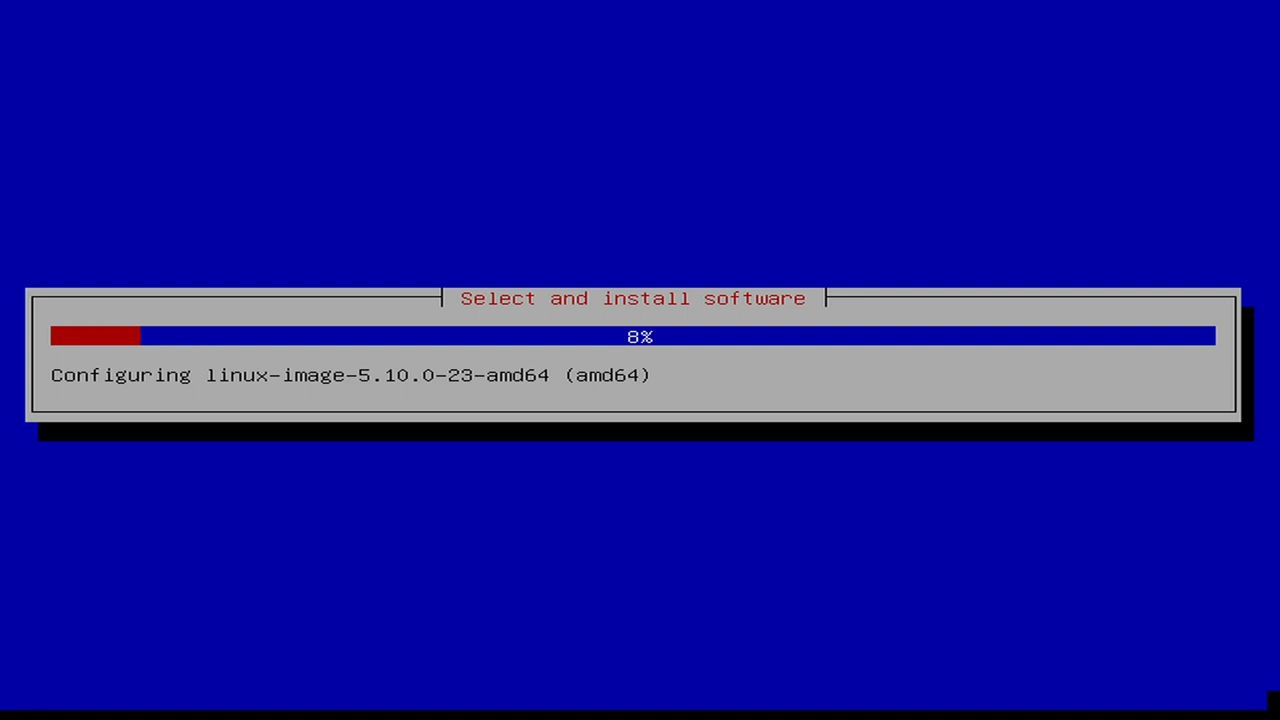 Select and install software
8%
Configuring linux-image-5.10.0-23-amd64 (amd64)